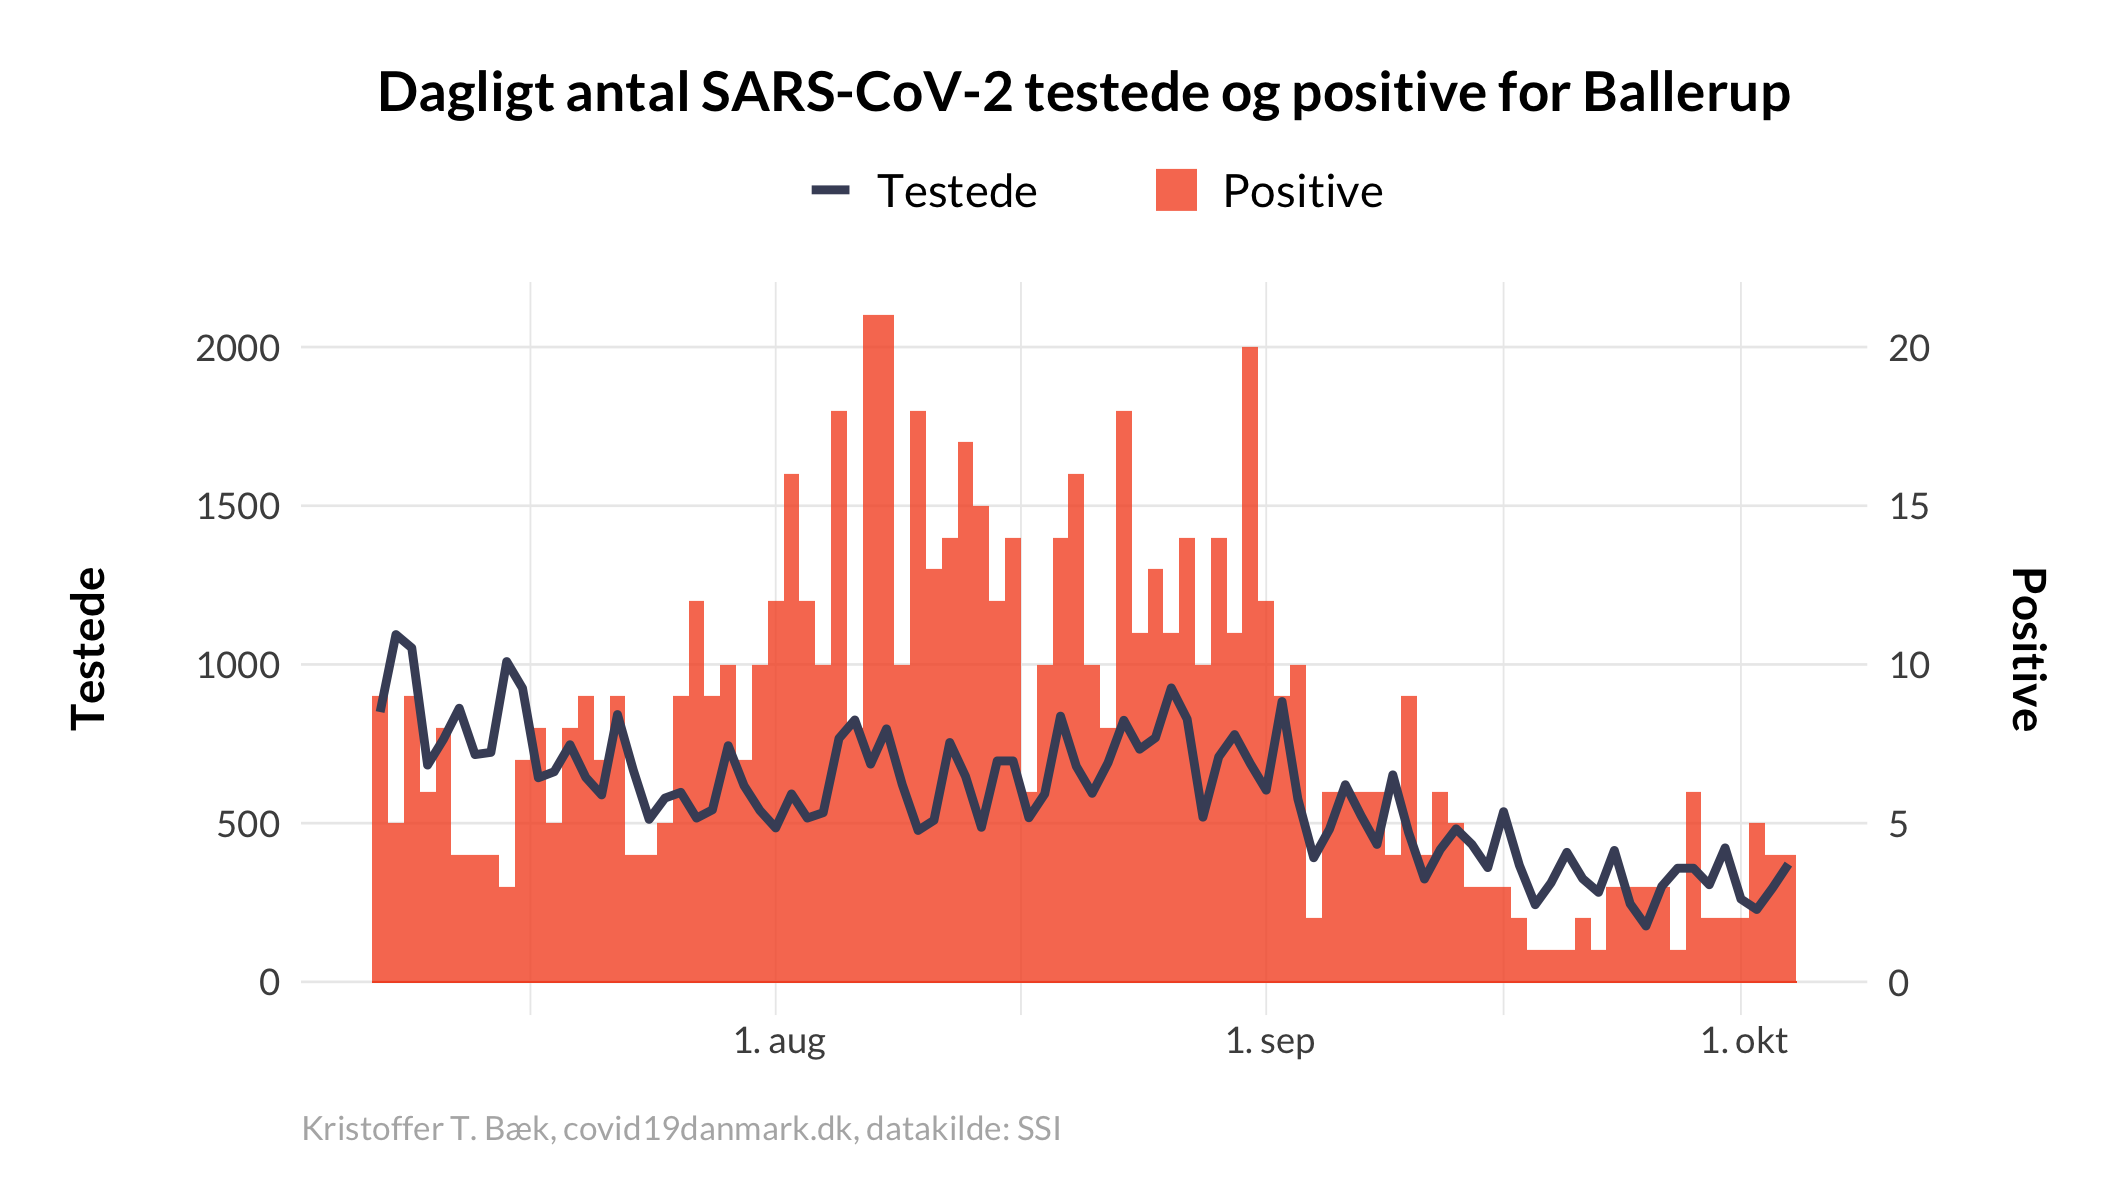 Dagligt antal SARS-CoV-2 testede og positive for Ballerup
Testede
Positive
2000
1500
1000
500
0
20
15
10
5
0
Testede
Positive
1. aug
1. sep
1. okt
Kristoffer T. Bæk, covid19danmark.dk, datakilde: SSI